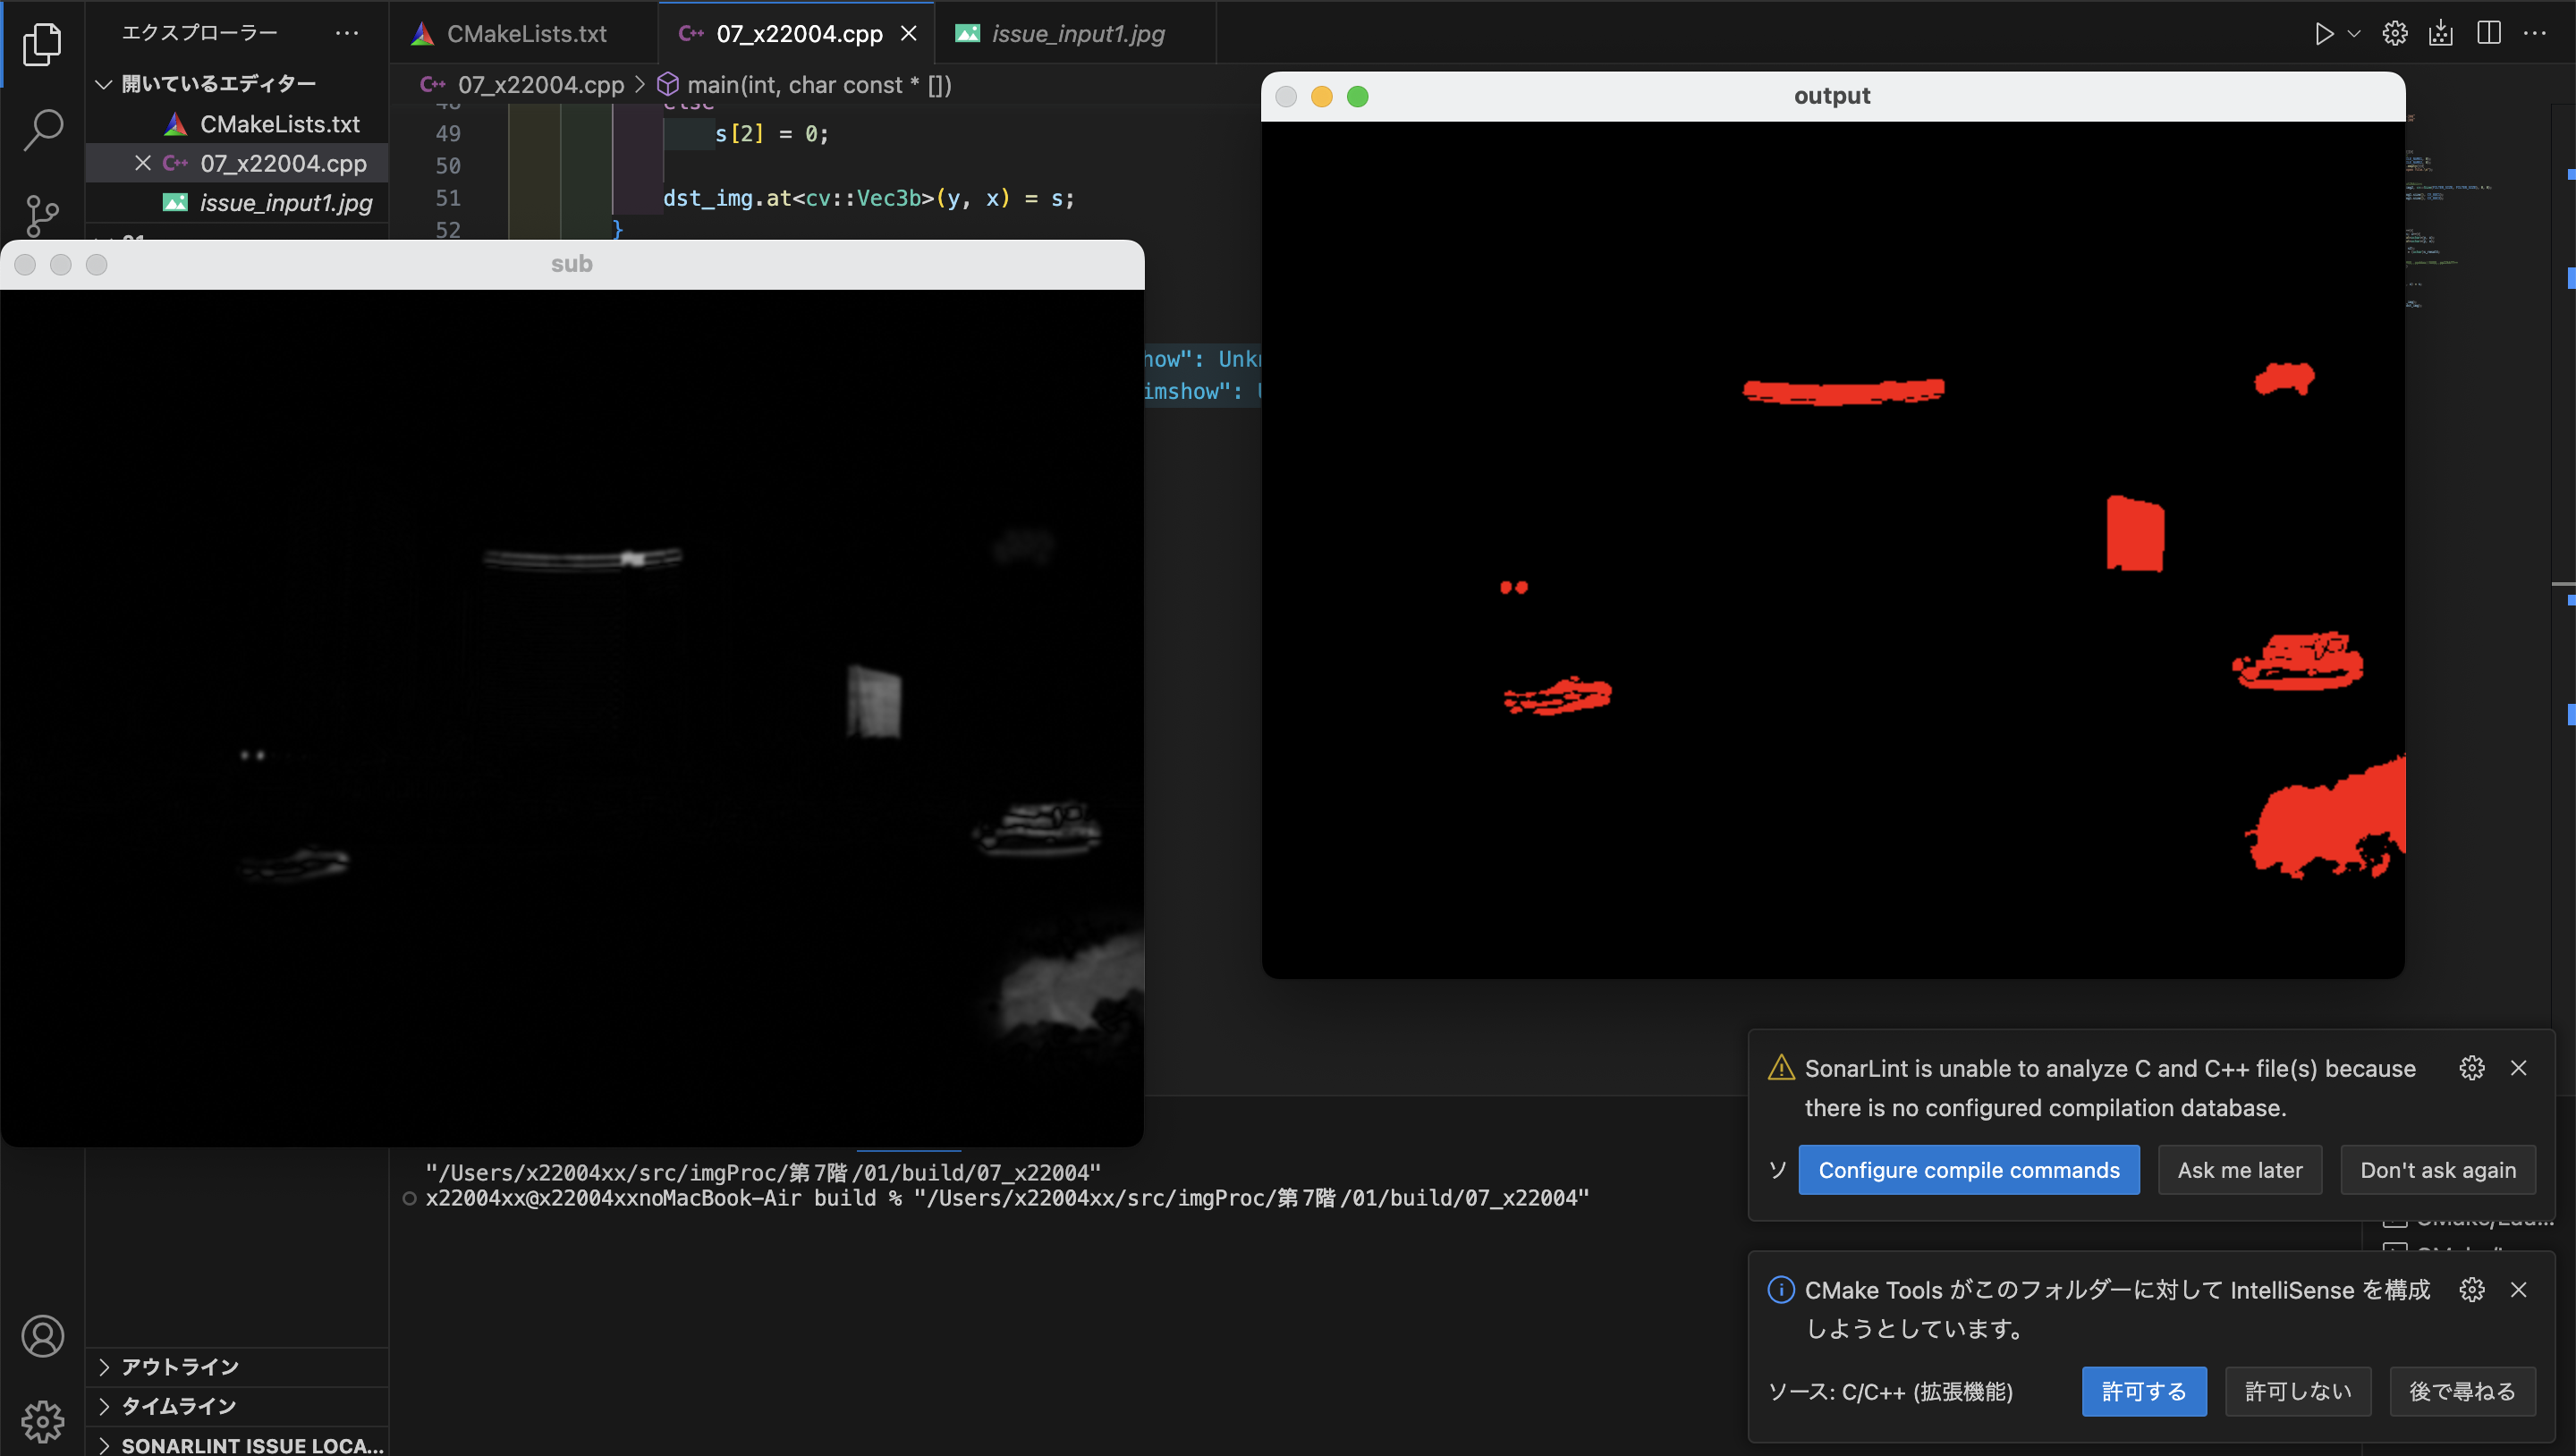 エクスプローラー
開いているエディター
CMakeLists.txt
07_x22004.cpp
issue_input1.jpg
CMakeLists.txt
07_x22004.cpp
issue_input1.jpg
07_x22004.cpp > main(int, char const * [])
else
49 s[2] = 0;
50
51 dst_img.at<cv::Vec3b>(y, x) = s;
52 }
sub
output
how": Unk
imshow":
"/Users/x22004xx/src/imgProc/第7階/01/build/07_x22004"
x22004xx@x22004xxnoMacBook-Air build % "/Users/x22004xx/src/imgProc/第7階/01/build/07_x22004"
SonarLint is unable to analyze C and C++ file(s) because
there is no configured compilation database.
ソ
Configure compile commands
Ask me later
Don't ask again
CMake Tools がこのフォルダーに対して IntelliSense を構成
しようとしています。
ソース: C/C++ (拡張機能)
許可する
許可しない
後で尋ねる
アウトライン
タイムライン
SONARLINT ISSUE LOCA...